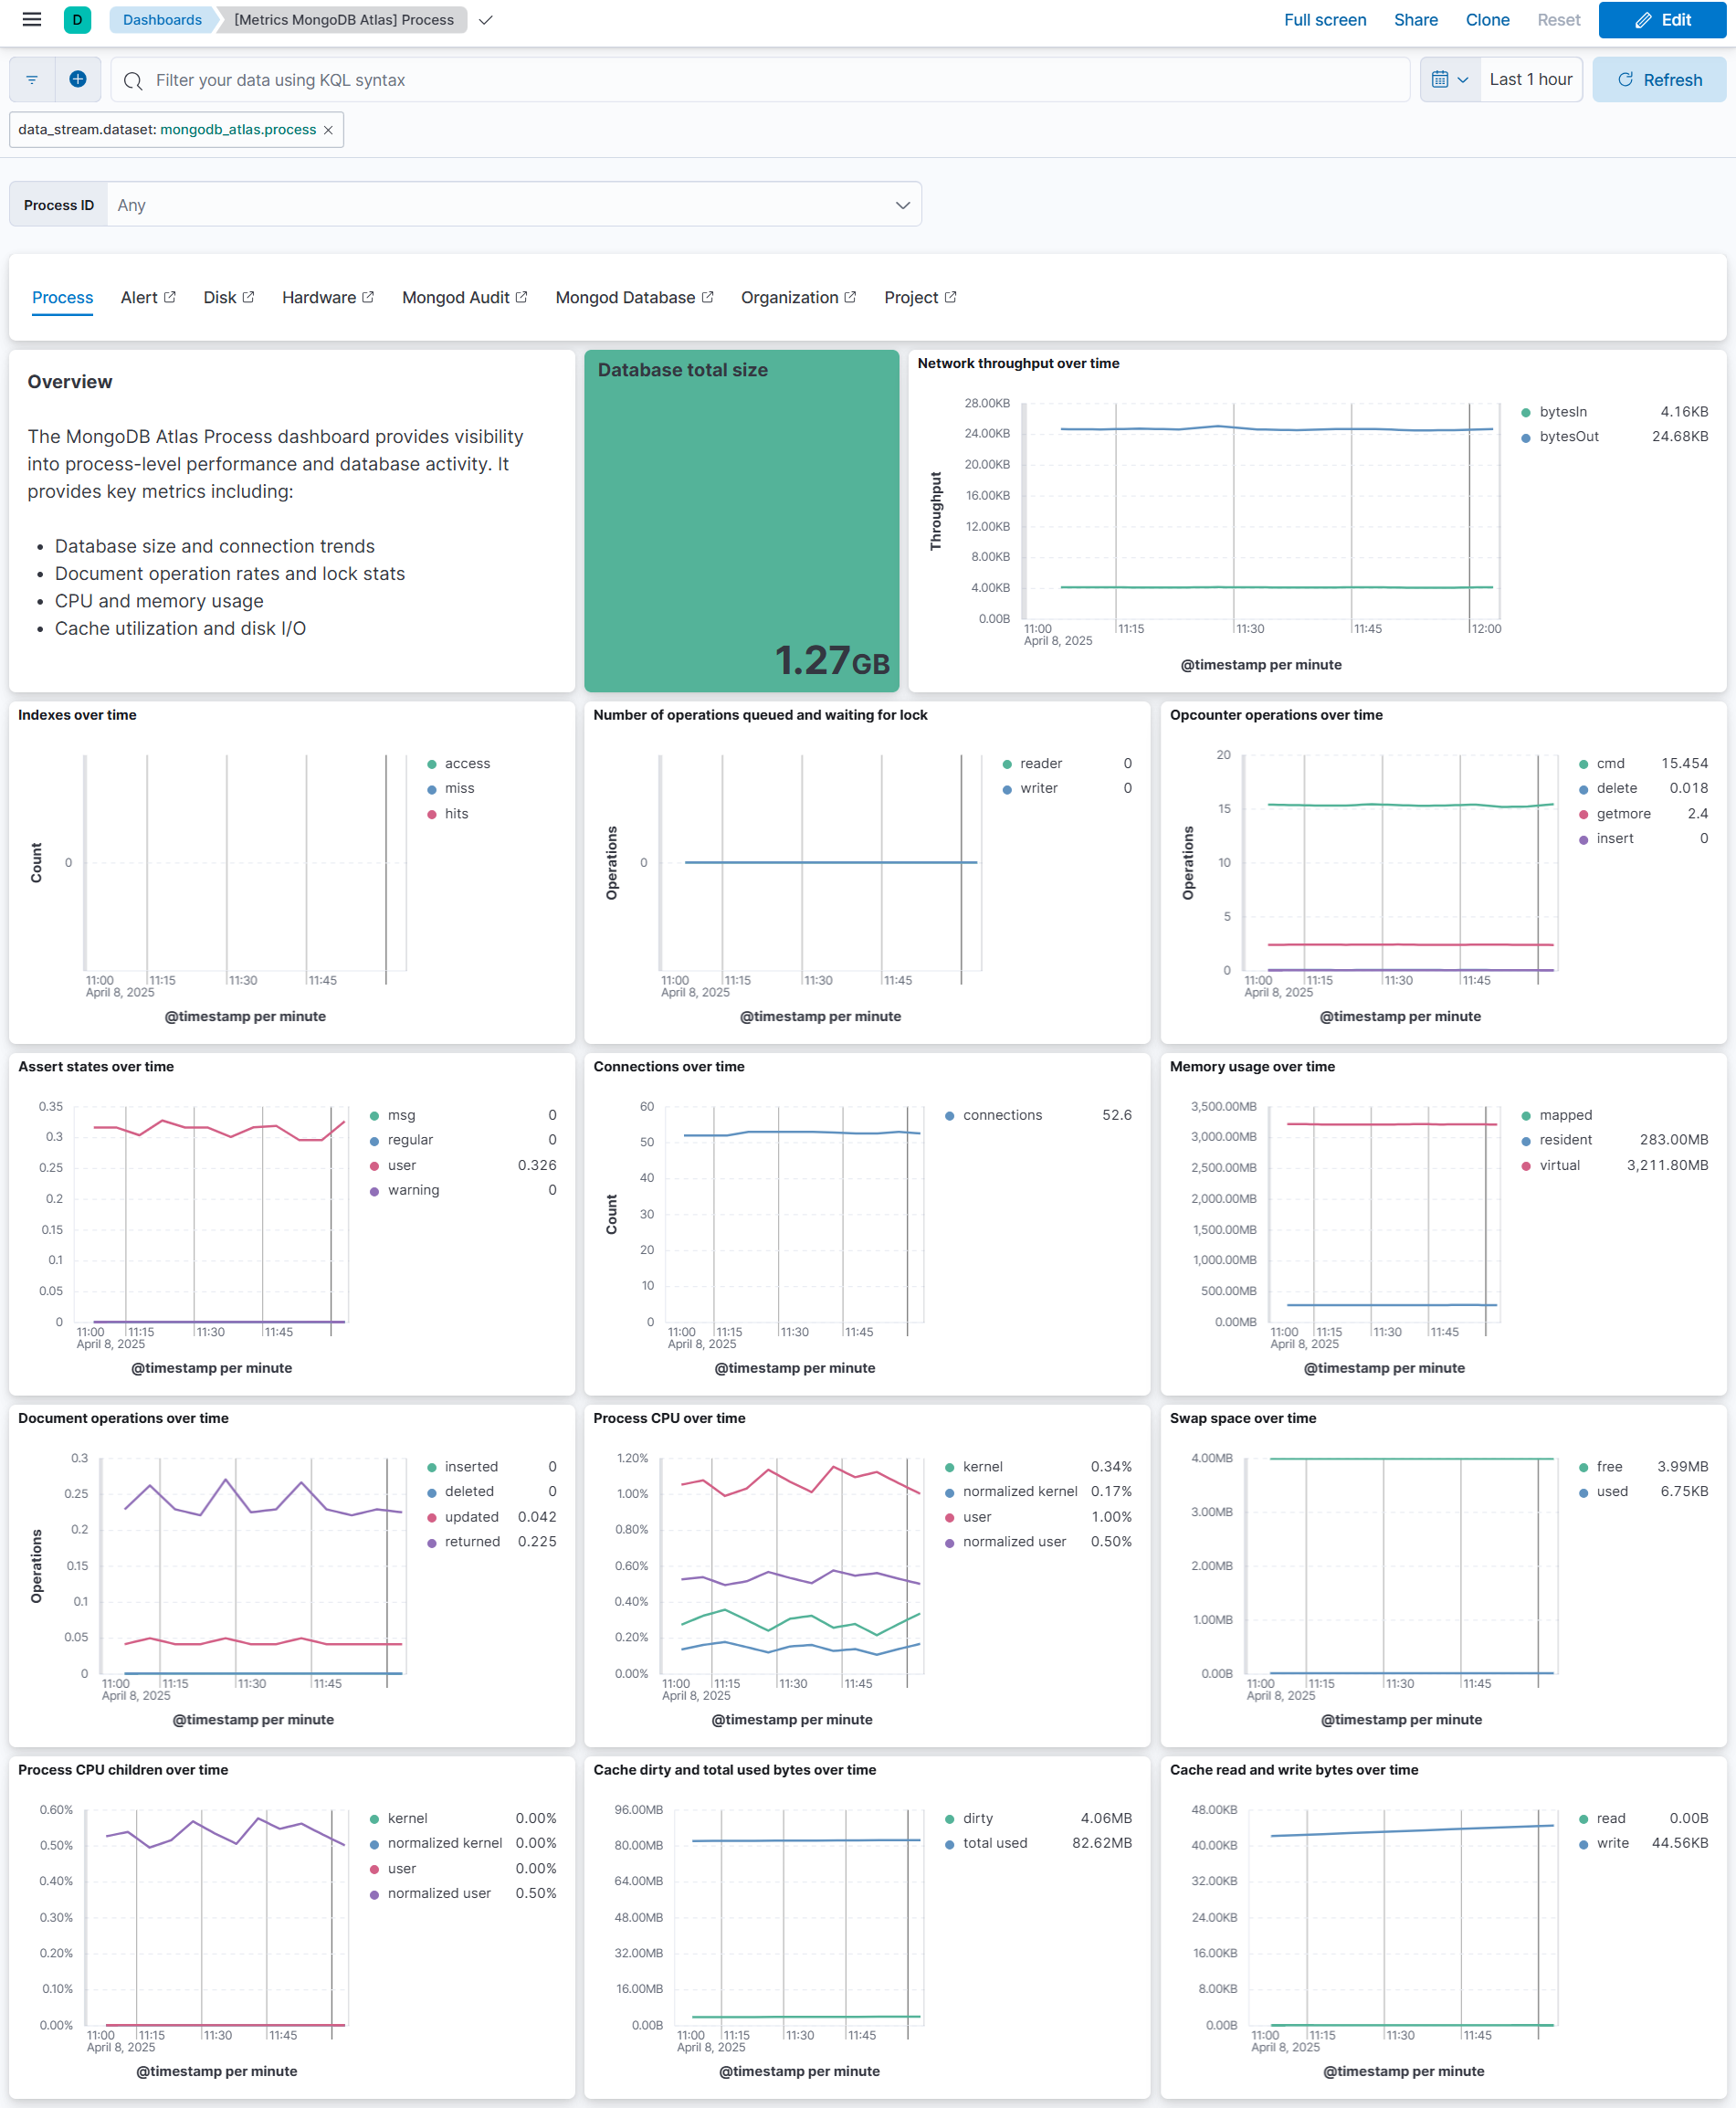 D Dashboards [Metrics MongoDB Atlas] Process Full screen Share Clone Reset Edit
Filter your data using KQL syntax Last 1 hour Refresh
data_stream.dataset: mongodb_atlas.process ×
Process ID Any
Process Alert Disk Hardware Mongod Audit Mongod Database Organization Project
Overview
The MongoDB Atlas Process dashboard provides visibility
into process-level performance and database activity. It
provides key metrics including:
• Database size and connection trends
• Document operation rates and lock stats
• CPU and memory usage
• Cache utilization and disk I/O
Database total size
1.27GB
Network throughput over time
Throughput
28.00KB
24.00KB
20.00KB
16.00KB
12.00KB
8.00KB
4.00KB
0.00B
11:00 11:15 11:30 11:45 12:00
April 8, 2025
@timestamp per minute
bytesIn 4.16KB
bytesOut 24.68KB
Indexes over time
Count
0
11:00 11:15 11:30 11:45
April 8, 2025
@timestamp per minute
access
miss
hits
Number of operations queued and waiting for lock
Operations
0
11:00 11:15 11:30 11:45
April 8, 2025
@timestamp per minute
reader 0
writer 0
Opcounter operations over time
Operations
20
15
10
5
0
11:00 11:15 11:30 11:45
April 8, 2025
@timestamp per minute
cmd 15.454
delete 0.018
getmore 2.4
insert 0
Assert states over time
0.35
0.3
0.25
0.2
0.15
0.1
0.05
0
11:00 11:15 11:30 11:45
April 8, 2025
@timestamp per minute
msg 0
regular 0
user 0.326
warning 0
Connections over time
Count
60
50
40
30
20
10
0
11:00 11:15 11:30 11:45
April 8, 2025
@timestamp per minute
connections 52.6
Memory usage over time
3,500.00MB
3,000.00MB
2,500.00MB
2,000.00MB
1,500.00MB
1,000.00MB
500.00MB
0.00MB
11:00 11:15 11:30 11:45
April 8, 2025
@timestamp per minute
mapped
resident 283.00MB
virtual 3,211.80MB
Document operations over time
Operations
0.3
0.25
0.2
0.15
0.1
0.05
0
11:00 11:15 11:30 11:45
April 8, 2025
@timestamp per minute
inserted 0
deleted 0
updated 0.042
returned 0.225
Process CPU over time
1.20%
1.00%
0.80%
0.60%
0.40%
0.20%
0.00%
11:00 11:15 11:30 11:45
April 8, 2025
@timestamp per minute
kernel 0.34%
normalized kernel 0.17%
user 1.00%
normalized user 0.50%
Swap space over time
4.00MB
3.00MB
2.00MB
1.00MB
0.00B
11:00 11:15 11:30 11:45
April 8, 2025
@timestamp per minute
free 3.99MB
used 6.75KB
Process CPU children over time
0.60%
0.50%
0.40%
0.30%
0.20%
0.10%
0.00%
11:00 11:15 11:30 11:45
April 8, 2025
@timestamp per minute
kernel 0.00%
normalized kernel 0.00%
user 0.00%
normalized user 0.50%
Cache dirty and total used bytes over time
96.00MB
80.00MB
64.00MB
48.00MB
32.00MB
16.00MB
0.00B
11:00 11:15 11:30 11:45
April 8, 2025
@timestamp per minute
dirty 4.06MB
total used 82.62MB
Cache read and write bytes over time
48.00KB
40.00KB
32.00KB
24.00KB
16.00KB
8.00KB
0.00B
11:00 11:15 11:30 11:45
April 8, 2025
@timestamp per minute
read 0.00B
write 44.56KB